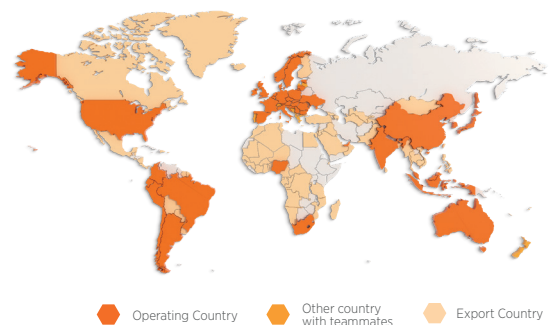 Operating Country
Other country
with teammates
Export Country